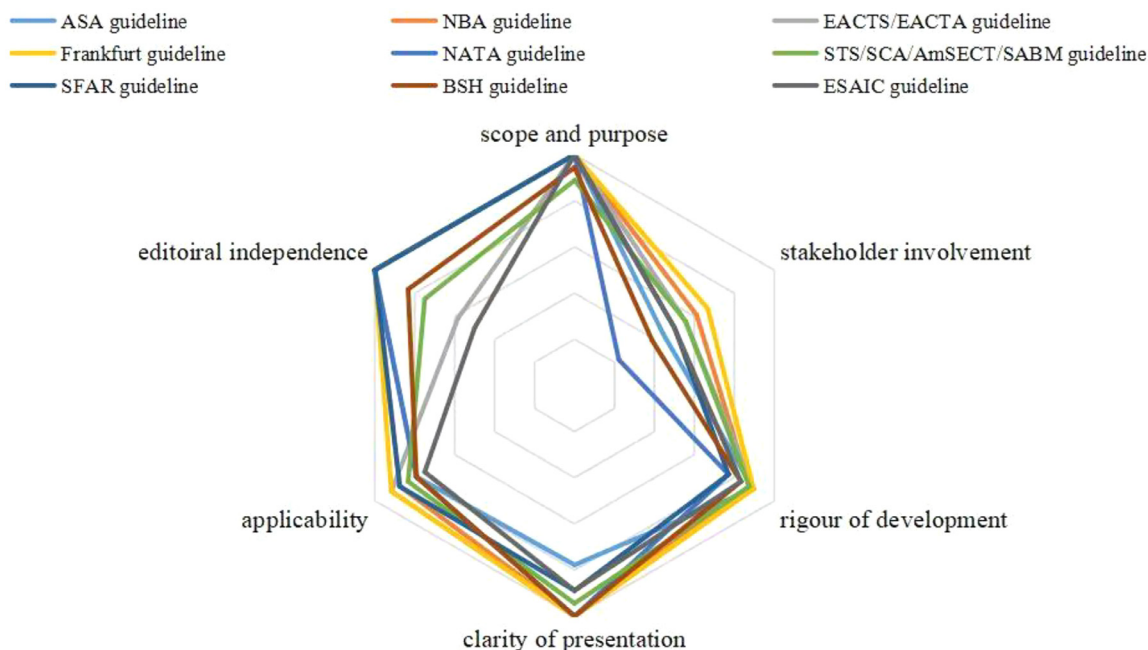 ASA guideline
NBA guideline
EACTS/EACTA guideline
Frankfurt guideline
NATA guideline
STS/SCA/AmSECT/SABM guideline
SFAR guideline
BSH guideline
ESAIC guideline
scope and purpose
editoiral independence
stakeholder involvement
applicability
rigour of development
clarity of presentation